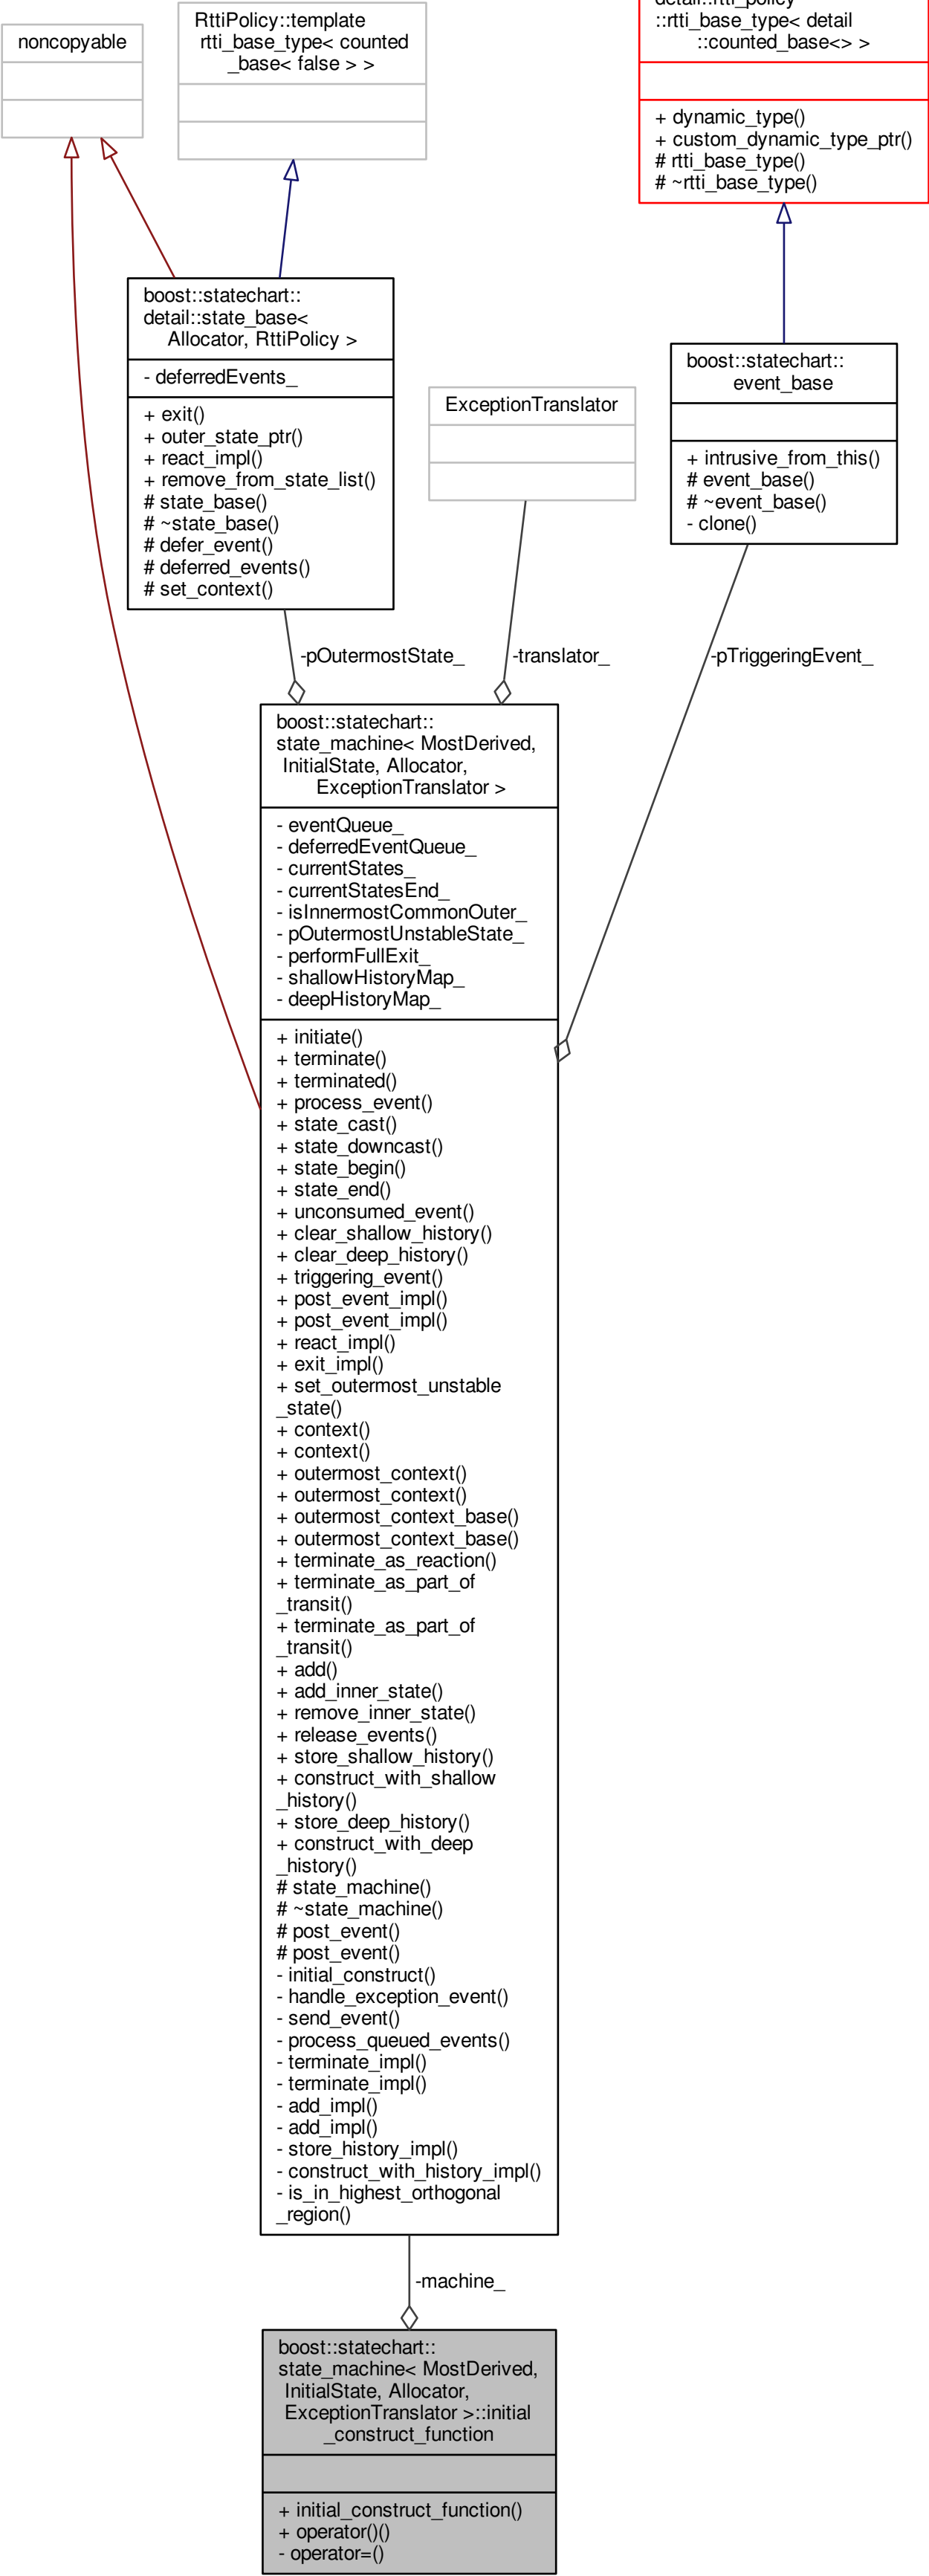 noncopyable
RttiPolicy::template
rtti_base_type< counted
_base< false > >
detail::rtti_policy
::rtti_base_type< detail
::counted_base<> >
+ dynamic_type()
+ custom_dynamic_type_ptr()
# rtti_base_type()
# ~rtti_base_type()
boost::statechart::
detail::state_base<
Allocator, RttiPolicy >
- deferredEvents_
+ exit()
+ outer_state_ptr()
+ react_impl()
+ remove_from_state_list()
# state_base()
# ~state_base()
# defer_event()
# deferred_events()
# set_context()
ExceptionTranslator
boost::statechart::
event_base
+ intrusive_from_this()
# event_base()
# ~event_base()
- clone()
-pOutermostState_
-translator_
-pTriggeringEvent_
boost::statechart::
state_machine< MostDerived,
InitialState, Allocator,
ExceptionTranslator >
- eventQueue_
- deferredEventQueue_
- currentStates_
- currentStatesEnd_
- isInnermostCommonOuter_
- pOutermostUnstableState_
- performFullExit_
- shallowHistoryMap_
- deepHistoryMap_
+ initiate()
+ terminate()
+ terminated()
+ process_event()
+ state_cast()
+ state_downcast()
+ state_begin()
+ state_end()
+ unconsumed_event()
+ clear_shallow_history()
+ clear_deep_history()
+ triggering_event()
+ post_event_impl()
+ post_event_impl()
+ react_impl()
+ exit_impl()
+ set_outermost_unstable
_state()
+ context()
+ context()
+ outermost_context()
+ outermost_context()
+ outermost_context_base()
+ outermost_context_base()
+ terminate_as_reaction()
+ terminate_as_part_of
_transit()
+ terminate_as_part_of
_transit()
+ add()
+ add_inner_state()
+ remove_inner_state()
+ release_events()
+ store_shallow_history()
+ construct_with_shallow
_history()
+ store_deep_history()
+ construct_with_deep
_history()
# state_machine()
# ~state_machine()
# post_event()
# post_event()
- initial_construct()
- handle_exception_event()
- send_event()
- process_queued_events()
- terminate_impl()
- terminate_impl()
- add_impl()
- add_impl()
- store_history_impl()
- construct_with_history_impl()
- is_in_highest_orthogonal
_region()
-machine_
boost::statechart::
state_machine< MostDerived,
InitialState, Allocator,
ExceptionTranslator >::initial
_construct_function
+ initial_construct_function()
+ operator()()
- operator=()